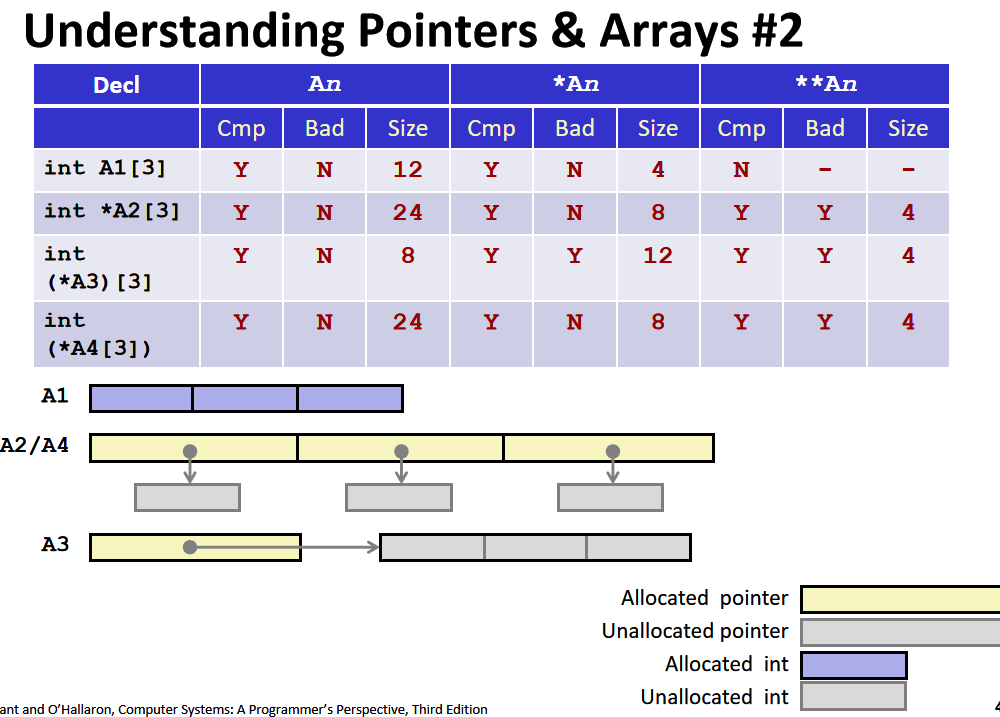 Understanding Pointers & Arrays #2
Decl An *An **An
Cmp Bad Size Cmp Bad Size Cmp Bad Size
int A1[3] Y N 12 Y N 4 N - -
int *A2[3] Y N 24 Y N 8 Y Y 4
int (*A3)[3] Y N 8 Y Y 12 Y Y 4
int (*A4[3]) Y N 24 Y N 8 Y Y 4
A1
A2/A4
A3
Allocated pointer
Unallocated pointer
Allocated int
Unallocated int
ant and O'Hallaron, Computer Systems: A Programmer's Perspective, Third Edition